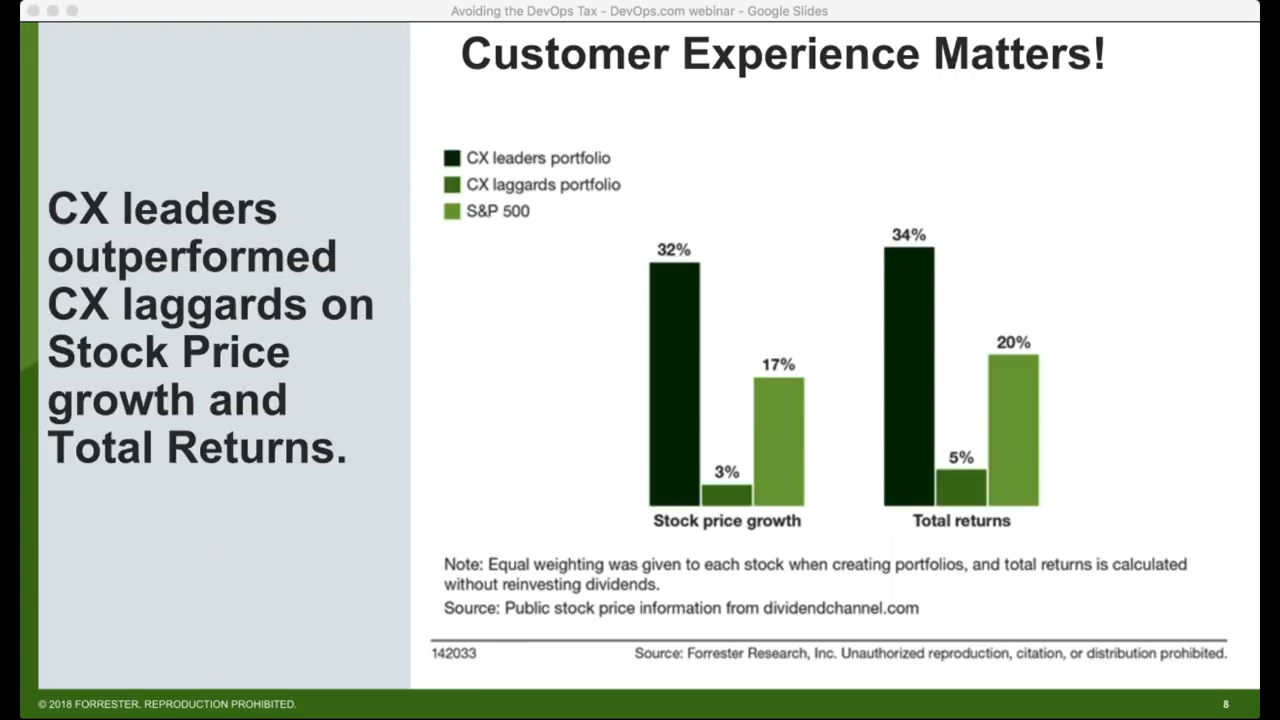 Avoiding the DevOps Tax - DevOps.com webinar - Google Slides
Customer Experience Matters!
CX leaders
outperformed
CX laggards on
Stock Price
growth and
Total Returns.
CX leaders portfolio
CX laggards portfolio
S&P 500
32%
3%
17%
Stock price growth
34%
5%
20%
Total returns
Note: Equal weighting was given to each stock when creating portfolios, and total returns is calculated
without reinvesting dividends.
Source: Public stock price information from dividendchannel.com
142033
Source: Forrester Research, Inc. Unauthorized reproduction, citation, or distribution prohibited.
© 2018 FORRESTER. REPRODUCTION PROHIBITED.
8